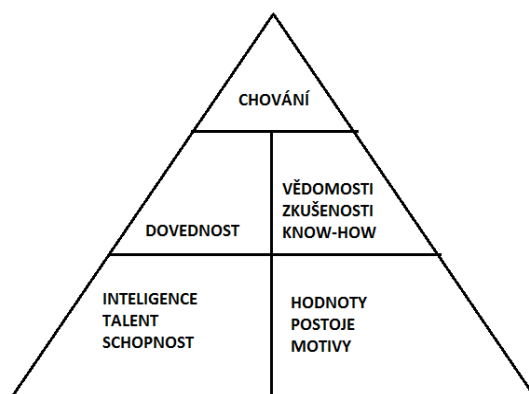 CHOVÁNÍ
DOVEDNOST
VĚDOMOSTI
ZKUŠENOSTI
KNOW-HOW
INTELIGENCE
TALENT
SCHOPNOST
HODNOTY
POSTOJE
MOTIVY